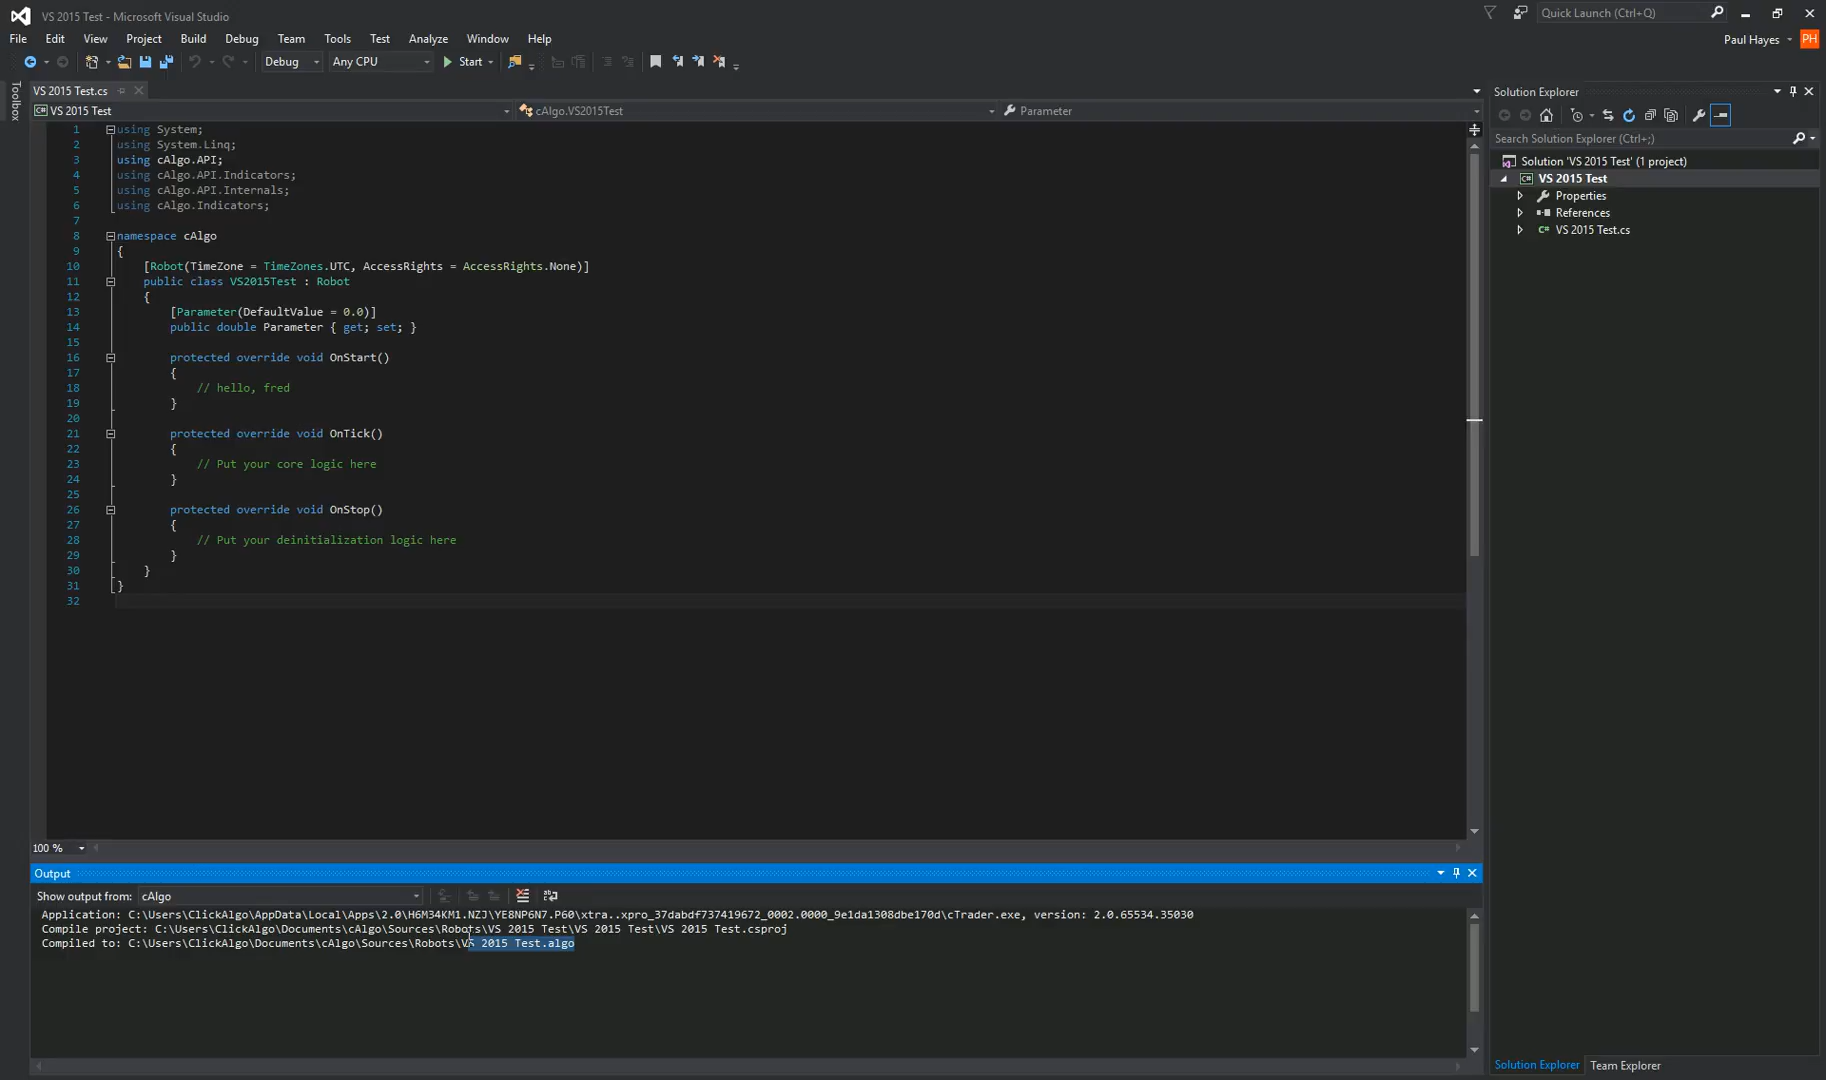 VS 2015 Test - Microsoft Visual Studio
Quick Launch (Ctrl+Q)
File Edit View Project Build Debug Team Tools Test Analyze Window Help
Paul Hayes PH
Debug Any CPU Start
Toolbox
VS 2015 Test.cs
VS 2015 Test cAlgo.VS2015Test Parameter
1 using System;
2 using System.Linq;
3 using cAlgo.API;
4 using cAlgo.API.Indicators;
5 using cAlgo.API.Internals;
6 using cAlgo.Indicators;
7
8 namespace cAlgo
9 {
10 [Robot(TimeZone = TimeZones.UTC, AccessRights = AccessRights.None)]
11 public class VS2015Test : Robot
12 {
13 [Parameter(DefaultValue = 0.0)]
14 public double Parameter { get; set; }
15
16 protected override void OnStart()
17 {
18 // hello, fred
19 }
20
21 protected override void OnTick()
22 {
23 // Put your core logic here
24 }
25
26 protected override void OnStop()
27 {
28 // Put your deinitialization logic here
29 }
30 }
31 }
32
100 %
Output
Show output from: cAlgo
Application: C:\Users\ClickAlgo\AppData\Local\Apps\2.0\H6M34KM1.NZJ\YE8NP6N7.P60\xtra..xpro_37dabdf737419672_0002.0000_9e1da1308dbe170d\cTrader.exe, version: 2.0.65534.35030
Compile project: C:\Users\ClickAlgo\Documents\cAlgo\Sources\Robots\VS 2015 Test\VS 2015 Test\VS 2015 Test.csproj
Compiled to: C:\Users\ClickAlgo\Documents\cAlgo\Sources\Robots\VS 2015 Test.algo
Solution Explorer
Search Solution Explorer (Ctrl+;)
Solution 'VS 2015 Test' (1 project)
VS 2015 Test
Properties
References
VS 2015 Test.cs
Solution Explorer Team Explorer